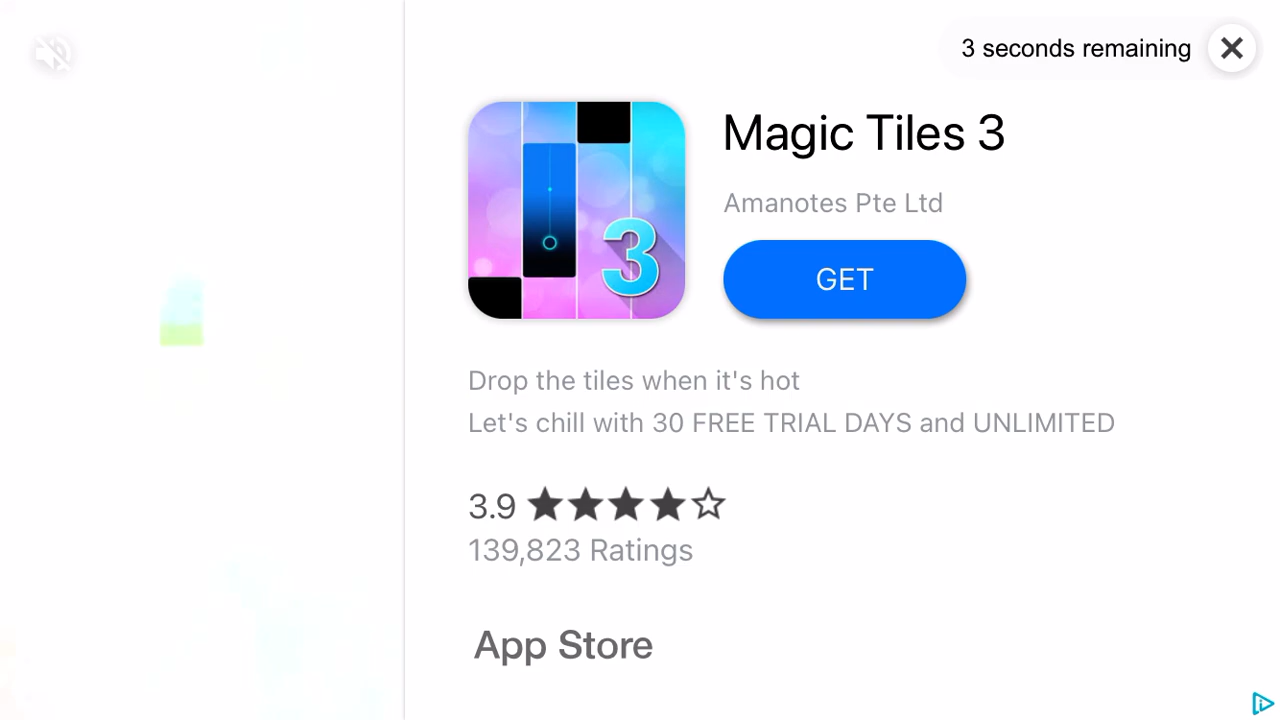 3 seconds remaining
3
Magic Tiles 3
Amanotes Pte Ltd
GET
Drop the tiles when it's hot
Let's chill with 30 FREE TRIAL DAYS and UNLIMITED
3.9
139,823 Ratings
App Store